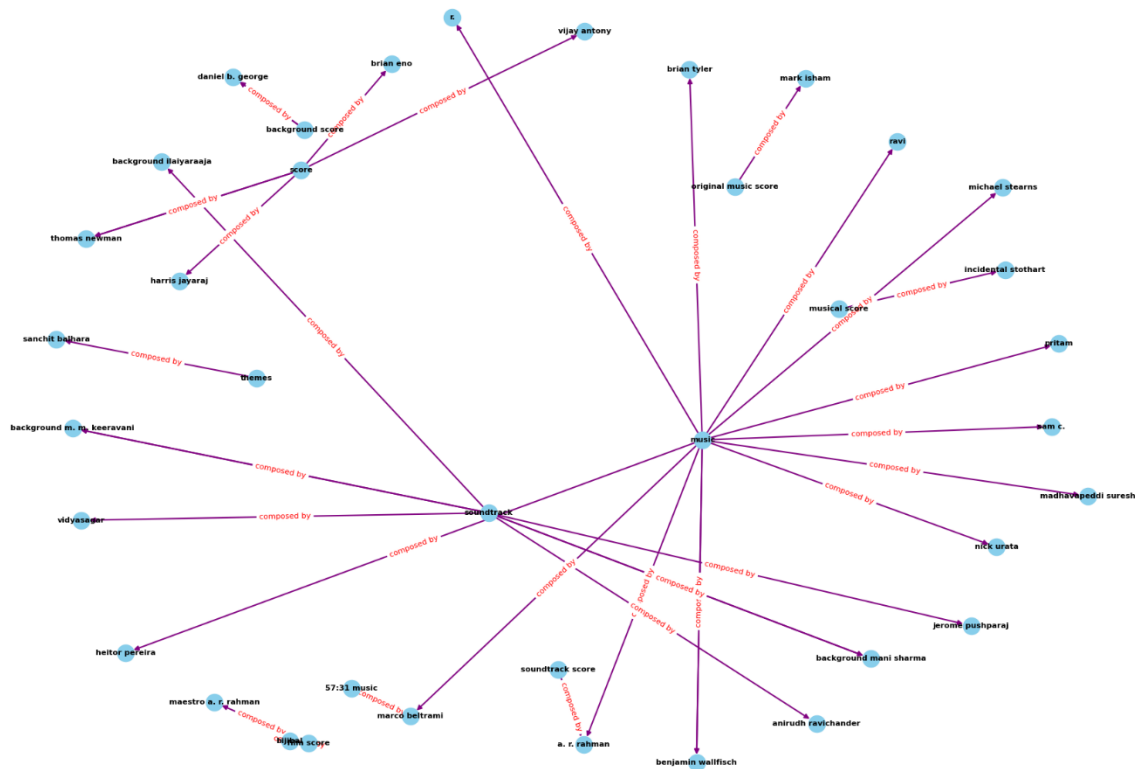 r.
vijay antony
brian eno
brian tyler
daniel b. george
mark isham
composed by
composed by
composed by
composed by
background score
ravi
background ilaiyaraaja
score
original music score
michael stearns
composed by
composed by
thomas newman
composed by
composed by
composed by
incidental stothart
composed by
harris jayaraj
composed by
musical score
composed by
sanchit balhara
composed by
composed by
pritam
themes
composed by
background m. m. keeravani
composed by
sam c.
music
composed by
composed by
madhavapeddi suresh
vidyasagar
composed by
soundtrack
composed by
nick urata
composed by
composed by
composed by
composed by
composed by
jerome pushparaj
heitor pereira
background mani sharma
soundtrack score
57:31 music
maestro a. r. rahman
composed by
marco beltrami
composed by
composed by
anirudh ravichander
film score
a. r. rahman
benjamin wallfisch